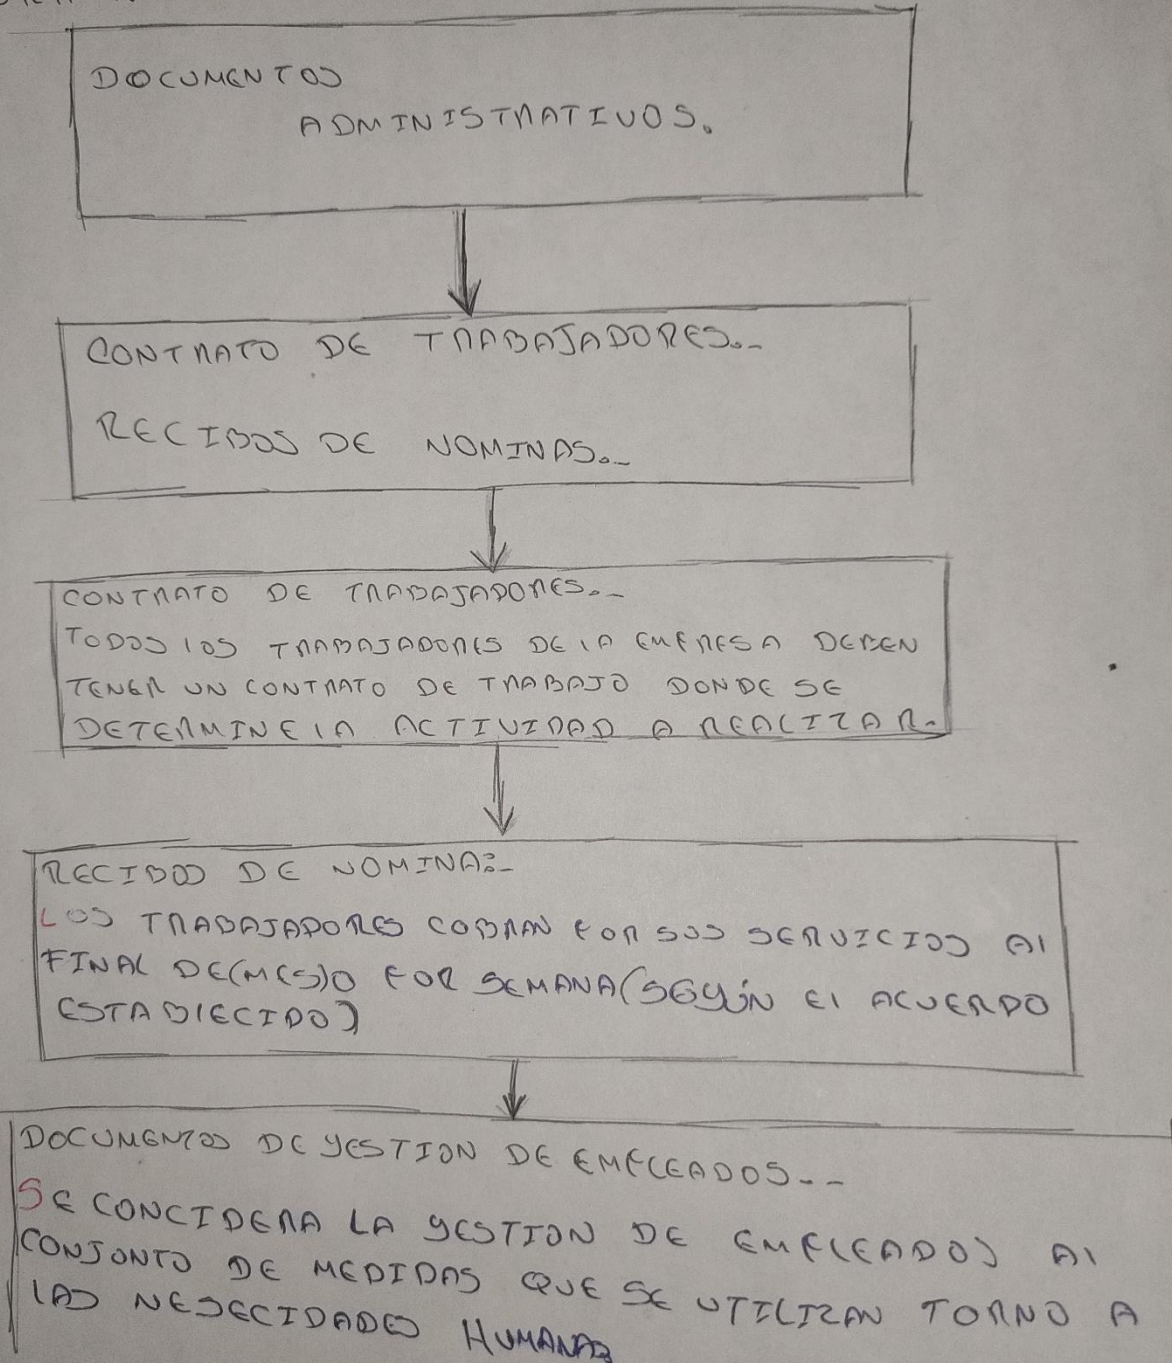 DOCUMENTOS
ADMINISTRATIVOS.
CONTRATO DE TRABAJADORES..-
RECIBOS DE NOMINAS.-
CONTRATO DE TRABAJADORES.-
TODOS LOS TRABAJADORES DE LA EMPRESA DEBEN
TENER UN CONTRATO DE TRABAJO DONDE SE
DETERMINE LA ACTIVIDAD A REALIZAR.
RECIBOS DE NOMINA:-
LOS TRABAJADORES COBRAN POR SUS SERVICIOS AL
FINAL DE(MES)O POR SEMANA(SEGÚN EL ACUERDO
ESTABLECIDO)
DOCUMENTOS DE GESTION DE EMPLEADOS.--
SE CONCIDERA LA GESTION DE EMPLEADOS AL
CONJONTO DE MEDIDAS QUE SE UTILIZAN TORNO A
LAS NESECIDADES HUMANAS